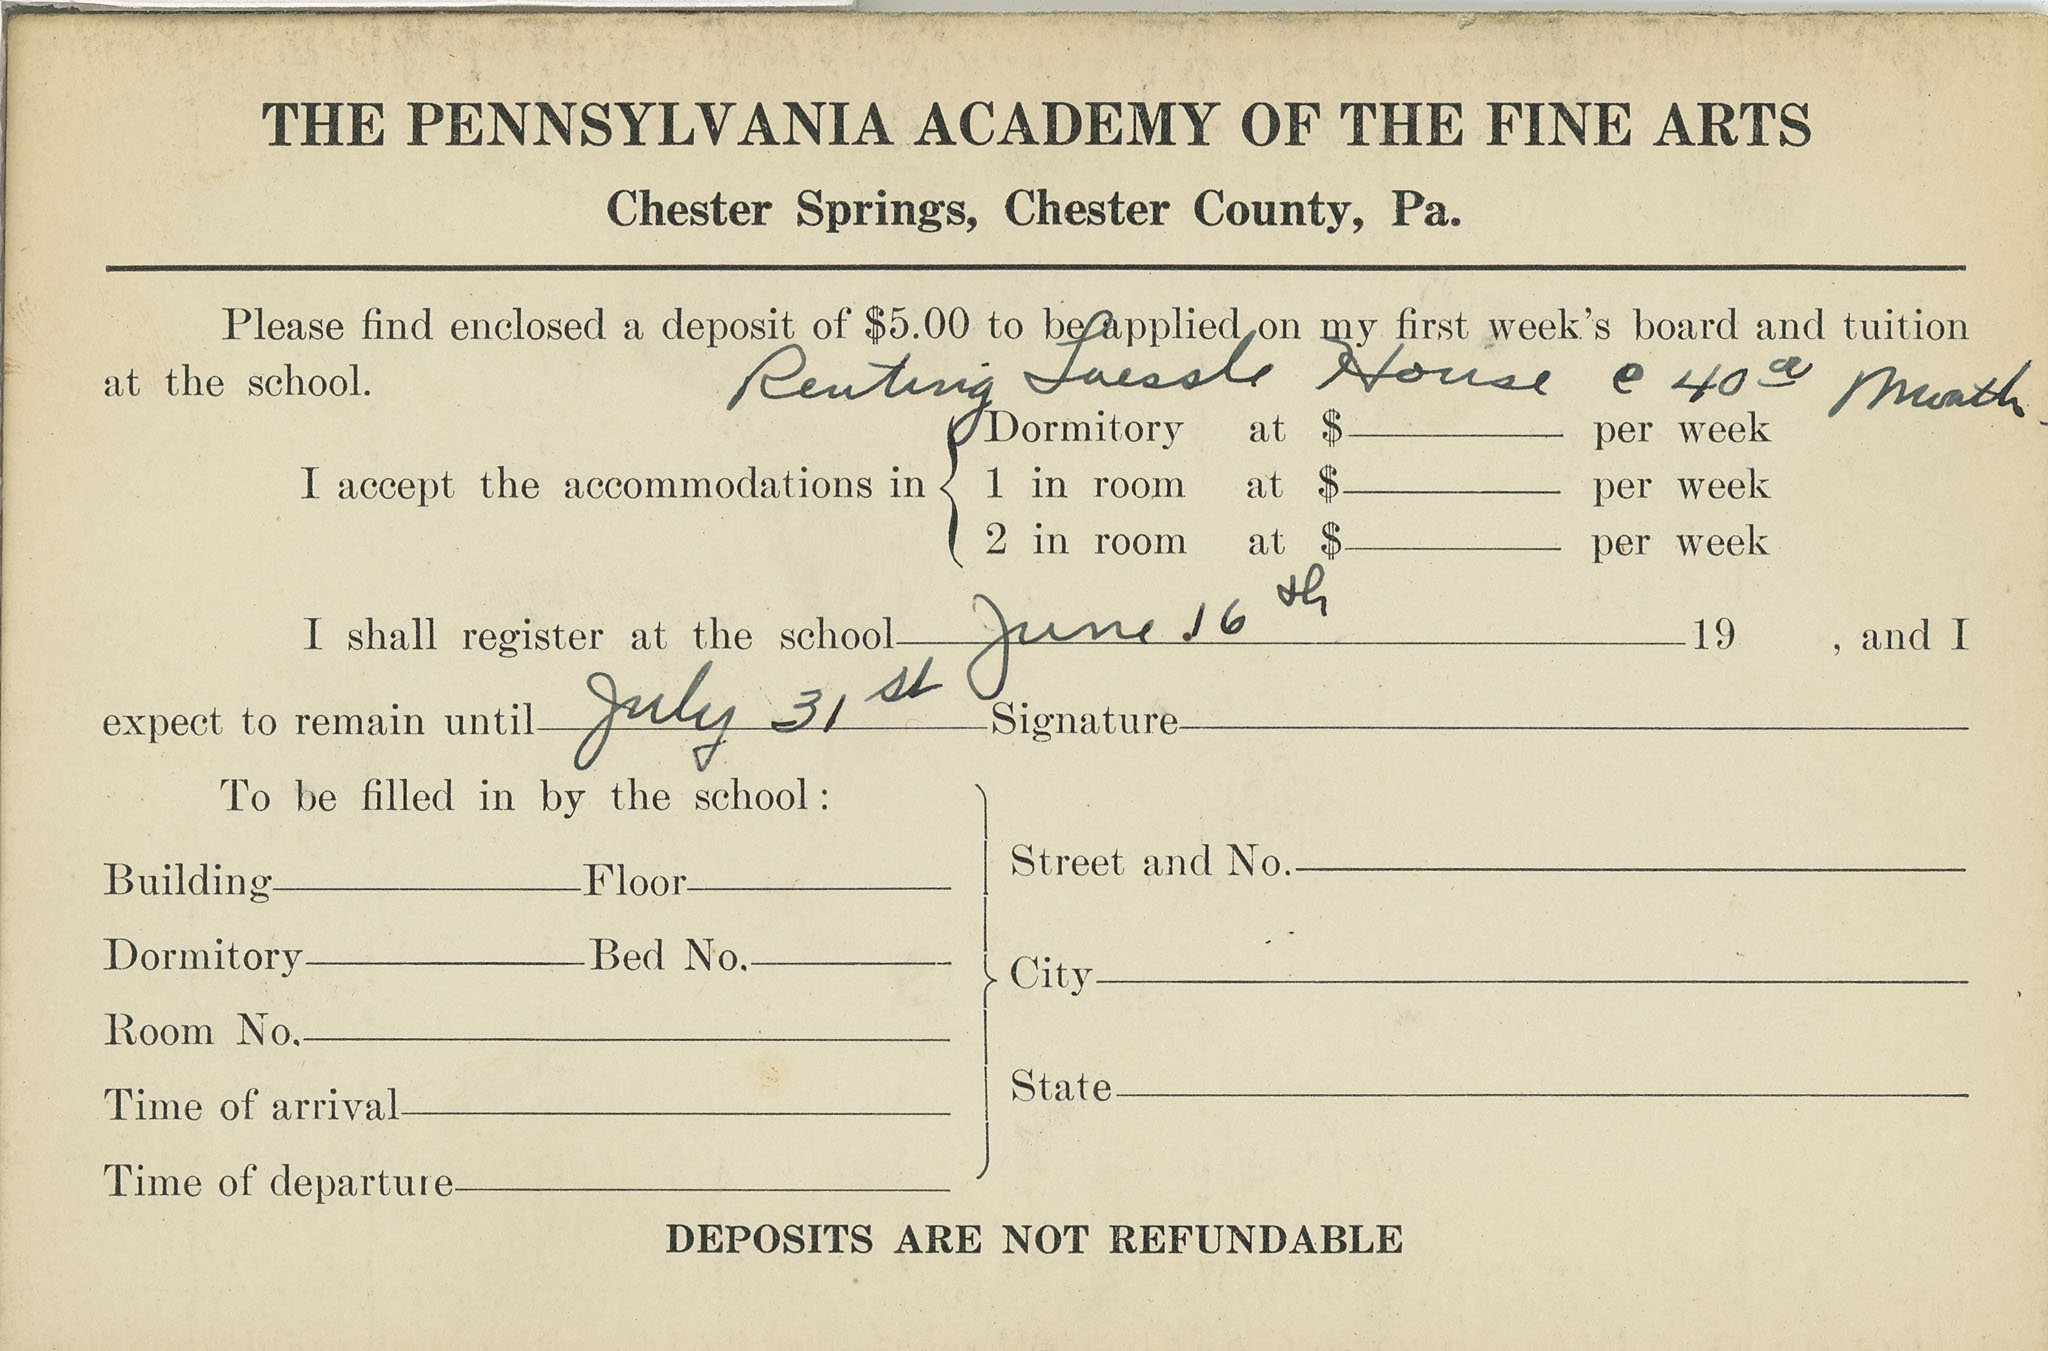 THE PENNSYLVANIA ACADEMY OF THE FINE ARTS
Chester Springs, Chester County, Pa.
Please find enclosed a deposit of $5.00 to be applied on my first week's board and tuition
at the school.
Renting House @ 40 a Month
Dormitory at $ per week
I accept the accommodations in 1 in room at $ per week
2 in room at $ per week
I shall register at the school June 16th 19 , and I
expect to remain until July 31st Signature
To be filled in by the school:
Building Floor
Dormitory Bed No.
Room No.
Time of arrival
Time of departure
Street and No.
City
State
DEPOSITS ARE NOT REFUNDABLE